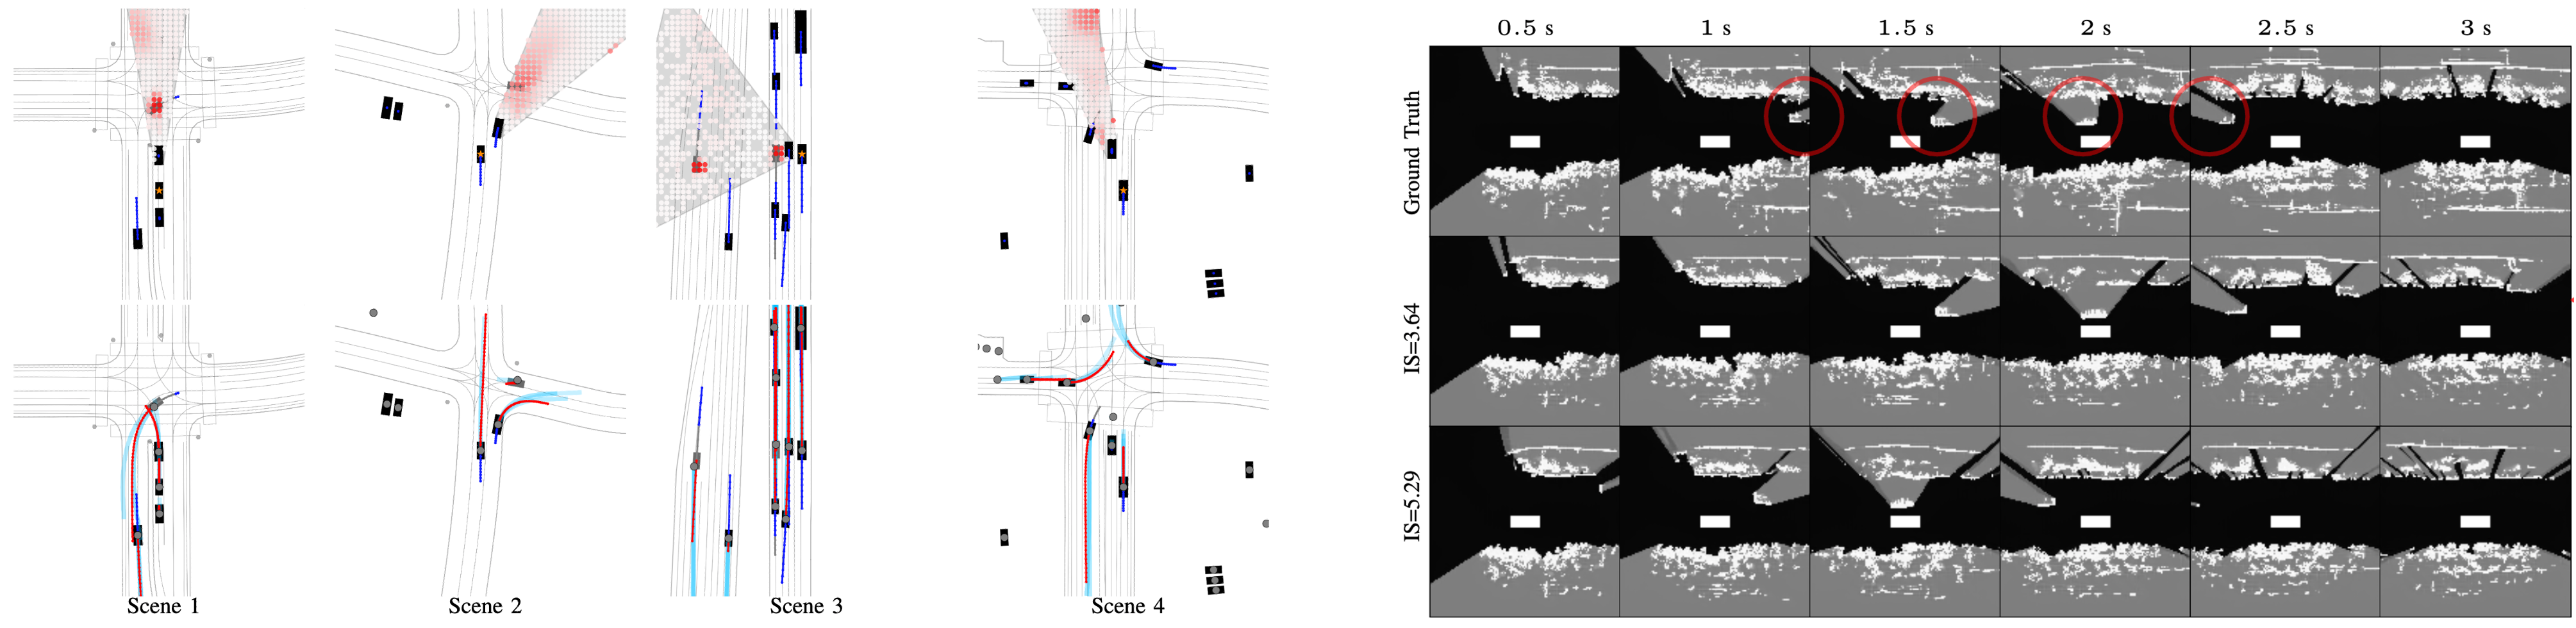 0.5 s 1 s 1.5 s 2 s 2.5 s 3 s
Ground Truth
IS=3.64
IS=5.29
Scene 1 Scene 2 Scene 3 Scene 4